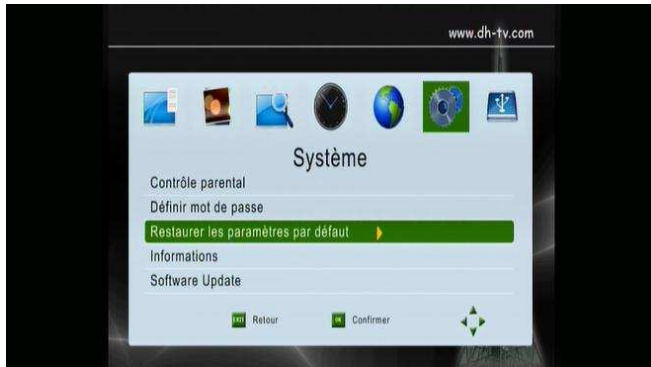 www.dh-tv.com
Système
Contrôle parental
Définir mot de passe
Restaurer les paramètres par défaut
Informations
Software Update
EXIT Retour OK Confirmer